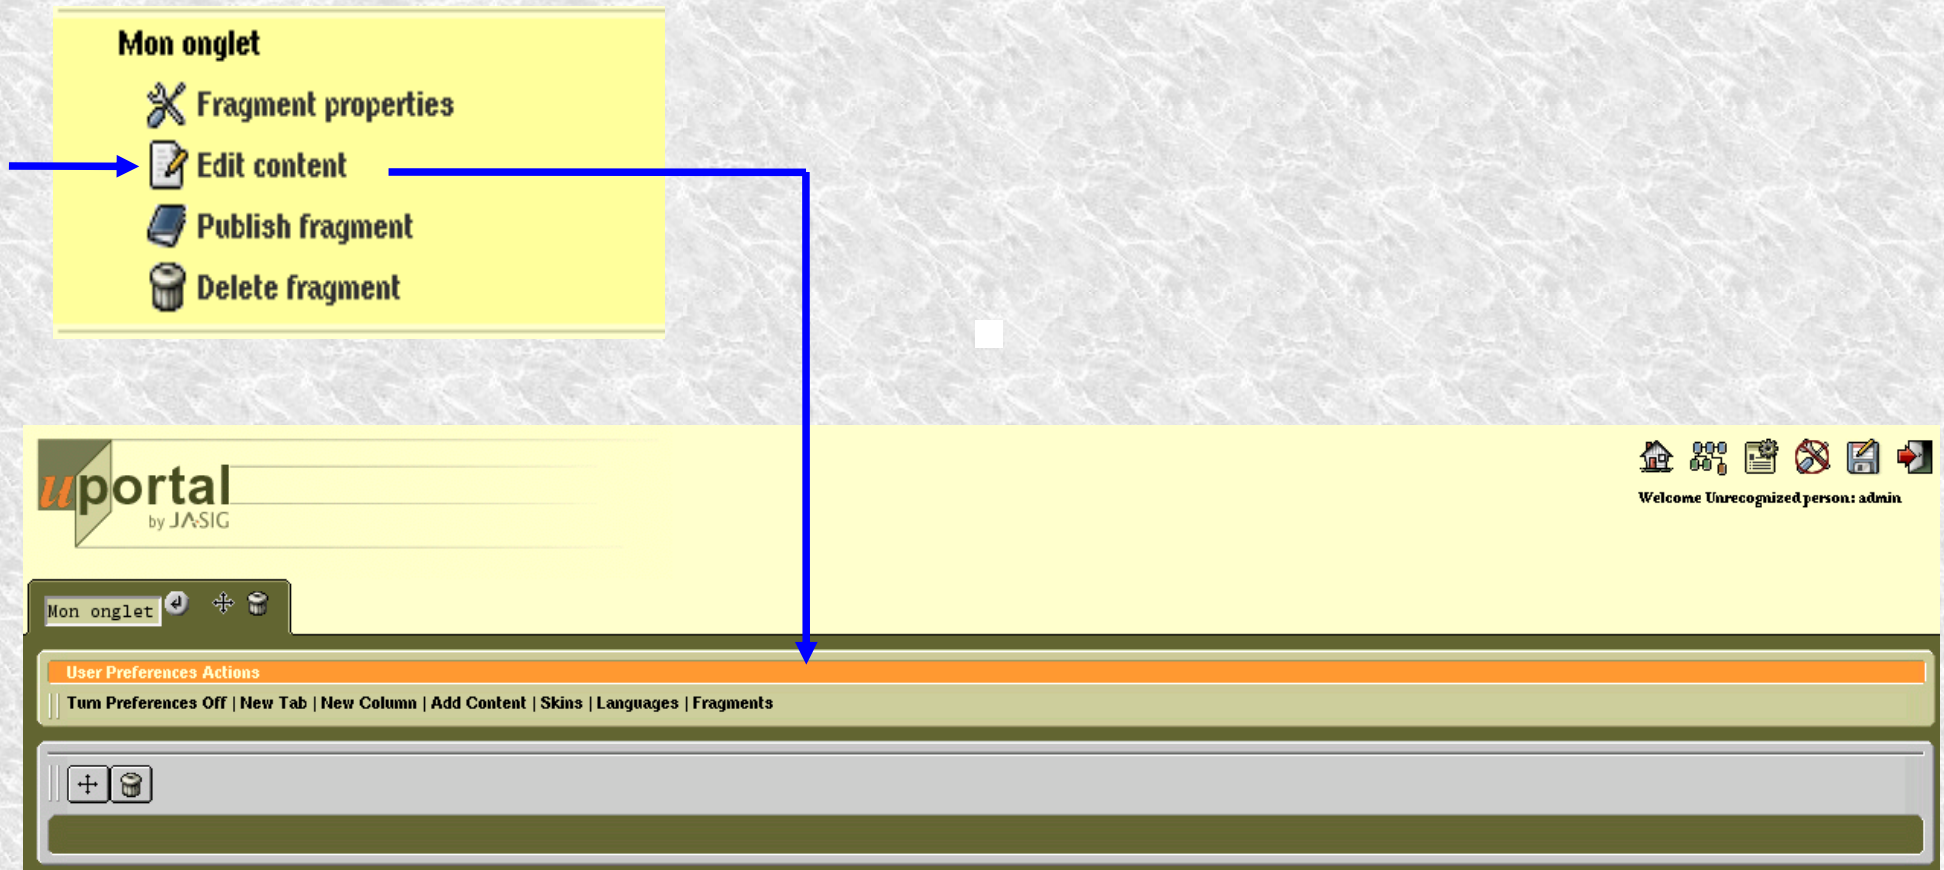 Mon onglet
Fragment properties
Edit content
Publish fragment
Delete fragment
uportal
by JA-SIG
Welcome Unrecognized person: admin
Mon onglet
User Preferences Actions
Turn Preferences Off | New Tab | New Column | Add Content | Skins | Languages | Fragments